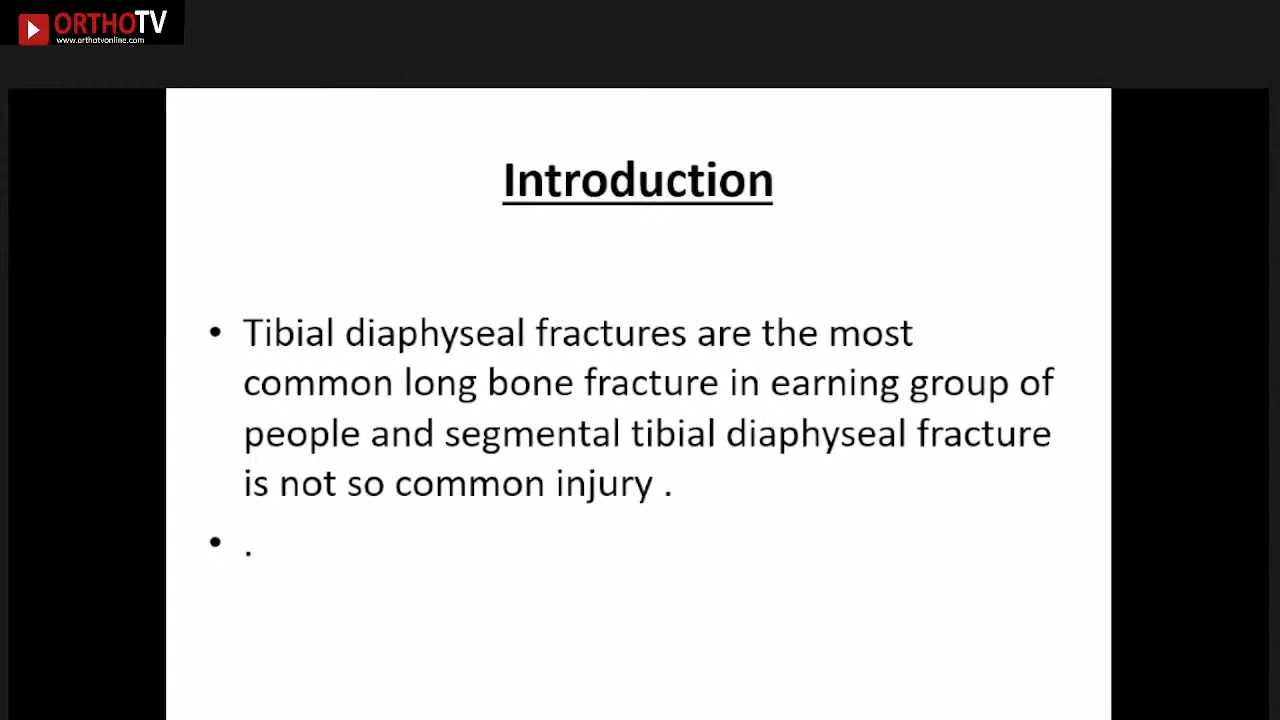 ORTHOTV
www.orthotvonline.com
Introduction
• Tibial diaphyseal fractures are the most
common long bone fracture in earning group of
people and segmental tibial diaphyseal fracture
is not so common injury .
• .